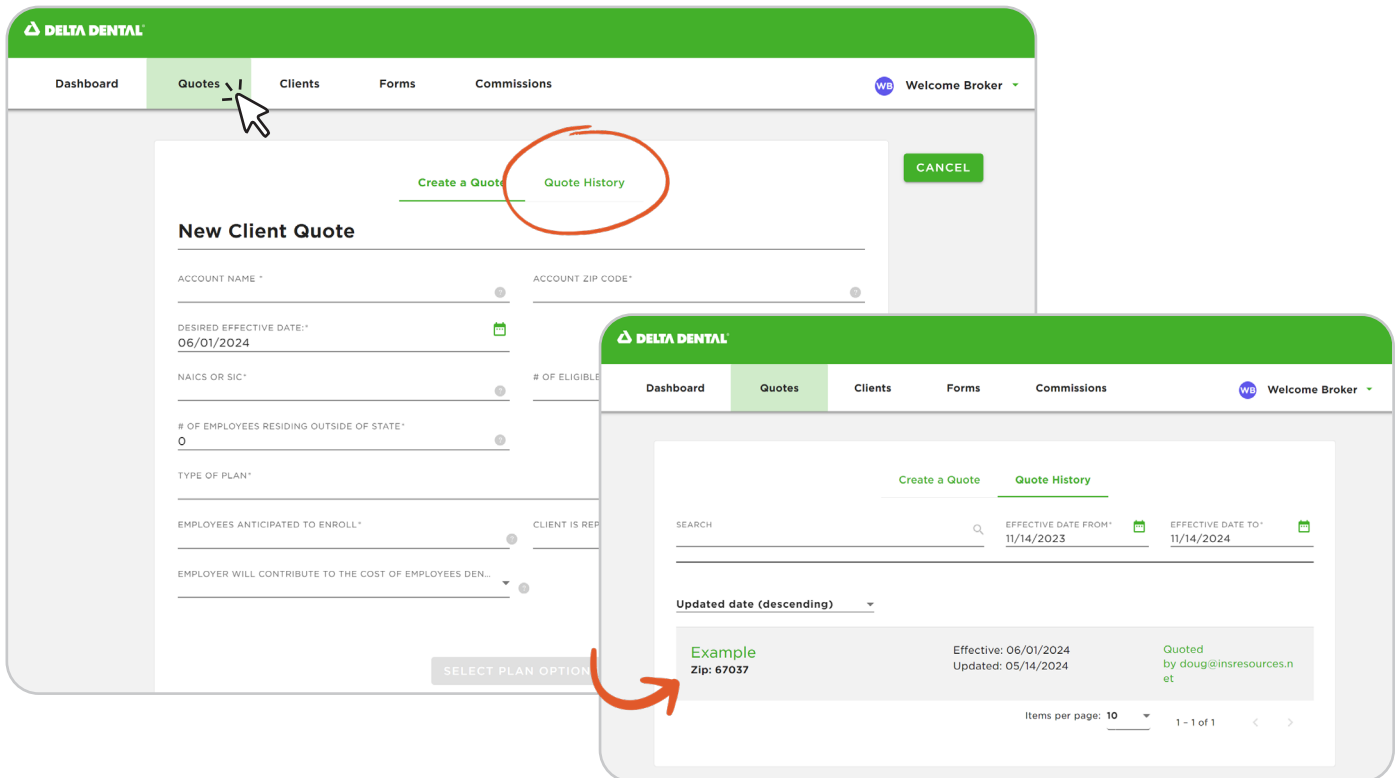 DELTA DENTAL®
Dashboard Quotes Clients Forms Commissions WB Welcome Broker
Create a Quote Quote History
CANCEL
New Client Quote
ACCOUNT NAME * ACCOUNT ZIP CODE*
?
?
DESIRED EFFECTIVE DATE:*
06/01/2024
NAICS OR SIC* # OF ELIGIBLE
?
# OF EMPLOYEES RESIDING OUTSIDE OF STATE*
0 ?
TYPE OF PLAN*
EMPLOYEES ANTICIPATED TO ENROLL* CLIENT IS REP
?
EMPLOYER WILL CONTRIBUTE TO THE COST OF EMPLOYEES DEN...
?
SELECT PLAN OPTION
DELTA DENTAL®
Dashboard Quotes Clients Forms Commissions WB Welcome Broker
Create a Quote Quote History
SEARCH EFFECTIVE DATE FROM* EFFECTIVE DATE TO*
11/14/2023 11/14/2024
Updated date (descending)
Example Effective: 06/01/2024 Quoted
Zip: 67037 Updated: 05/14/2024 by doug@insresources.n
et
Items per page: 10 1 – 1 of 1